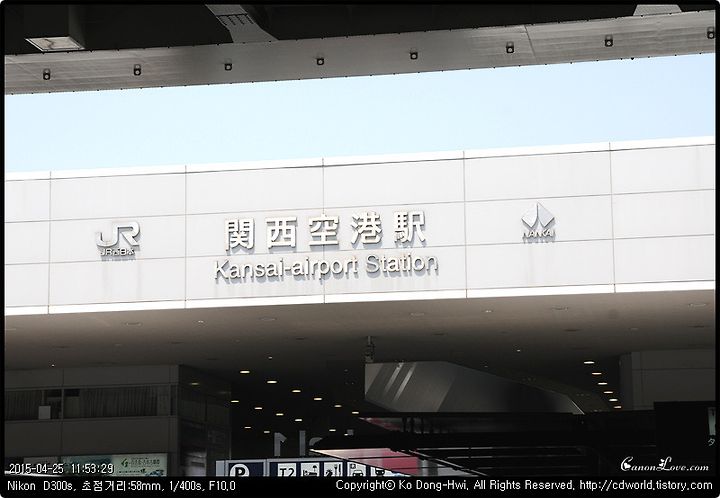 JR
JR西日本
関西空港駅
Kansai-airport Station
NANKAI
P
T2
2015-04-25 11:53:29
CanonLove.com
Nikon D300s, 초점거리:58mm, 1/400s, F10,0
Copyright© Ko Dong-Hwi, All Rights Reserved, http://cdworld.tistory.com